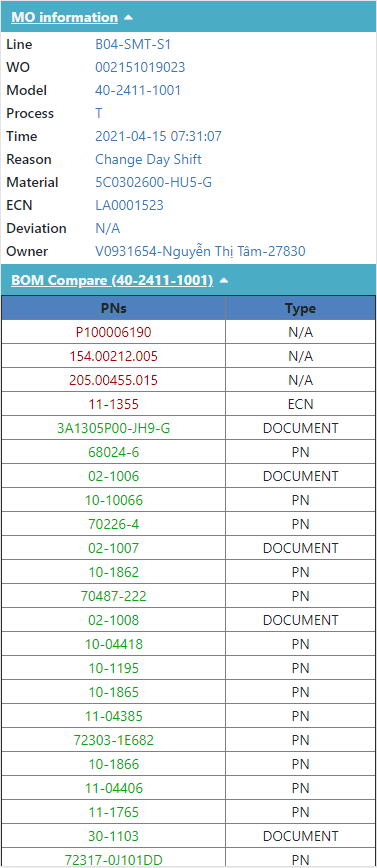 MO information
Line B04-SMT-S1
WO 002151019023
Model 40-2411-1001
Process T
Time 2021-04-15 07:31:07
Reason Change Day Shift
Material 5C0302600-HU5-G
ECN LA0001523
Deviation N/A
Owner V0931654-Nguyễn Thị Tâm-27830
BOM Compare (40-2411-1001)
PNs Type
P100006190 N/A
154.00212.005 N/A
205.00455.015 N/A
11-1355 ECN
3A1305P00-JH9-G DOCUMENT
68024-6 PN
02-1006 DOCUMENT
10-10066 PN
70226-4 PN
02-1007 DOCUMENT
10-1862 PN
70487-222 PN
02-1008 DOCUMENT
10-04418 PN
10-1195 PN
10-1865 PN
11-04385 PN
72303-1E682 PN
10-1866 PN
11-04406 PN
11-1765 PN
30-1103 DOCUMENT
72317-0J101DD PN